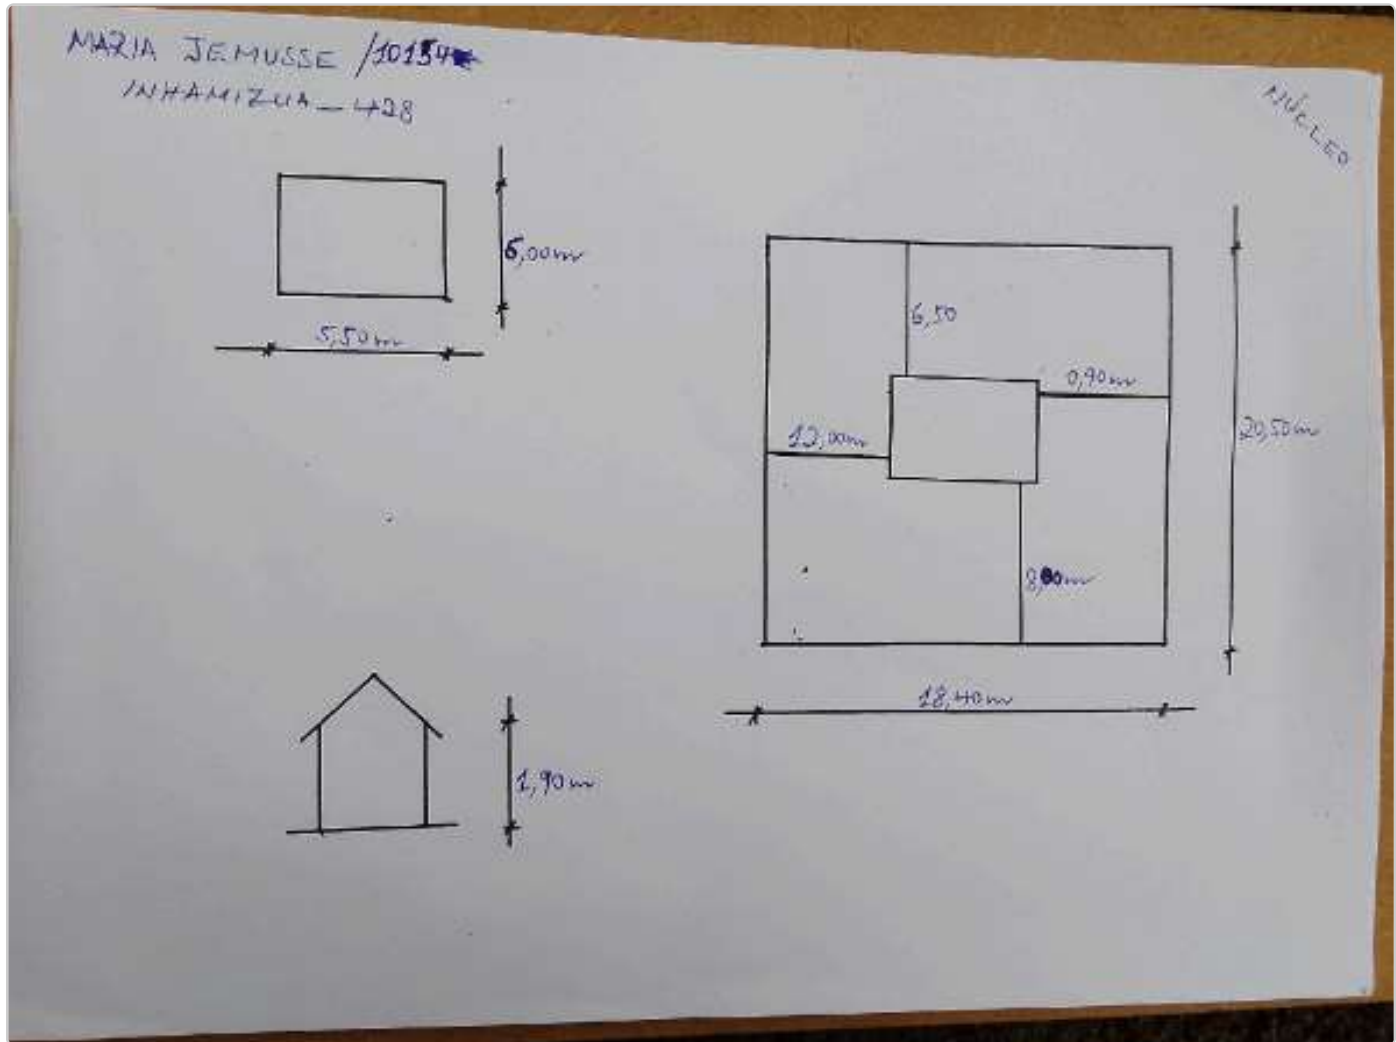 MARIA JEMUSSE /10154
INHAMIZUA - 428
NÚCLEO
6,00m
5,50m
6,50
0,90m
12,00m
20,50m
8,00m
18,40m
1,90m